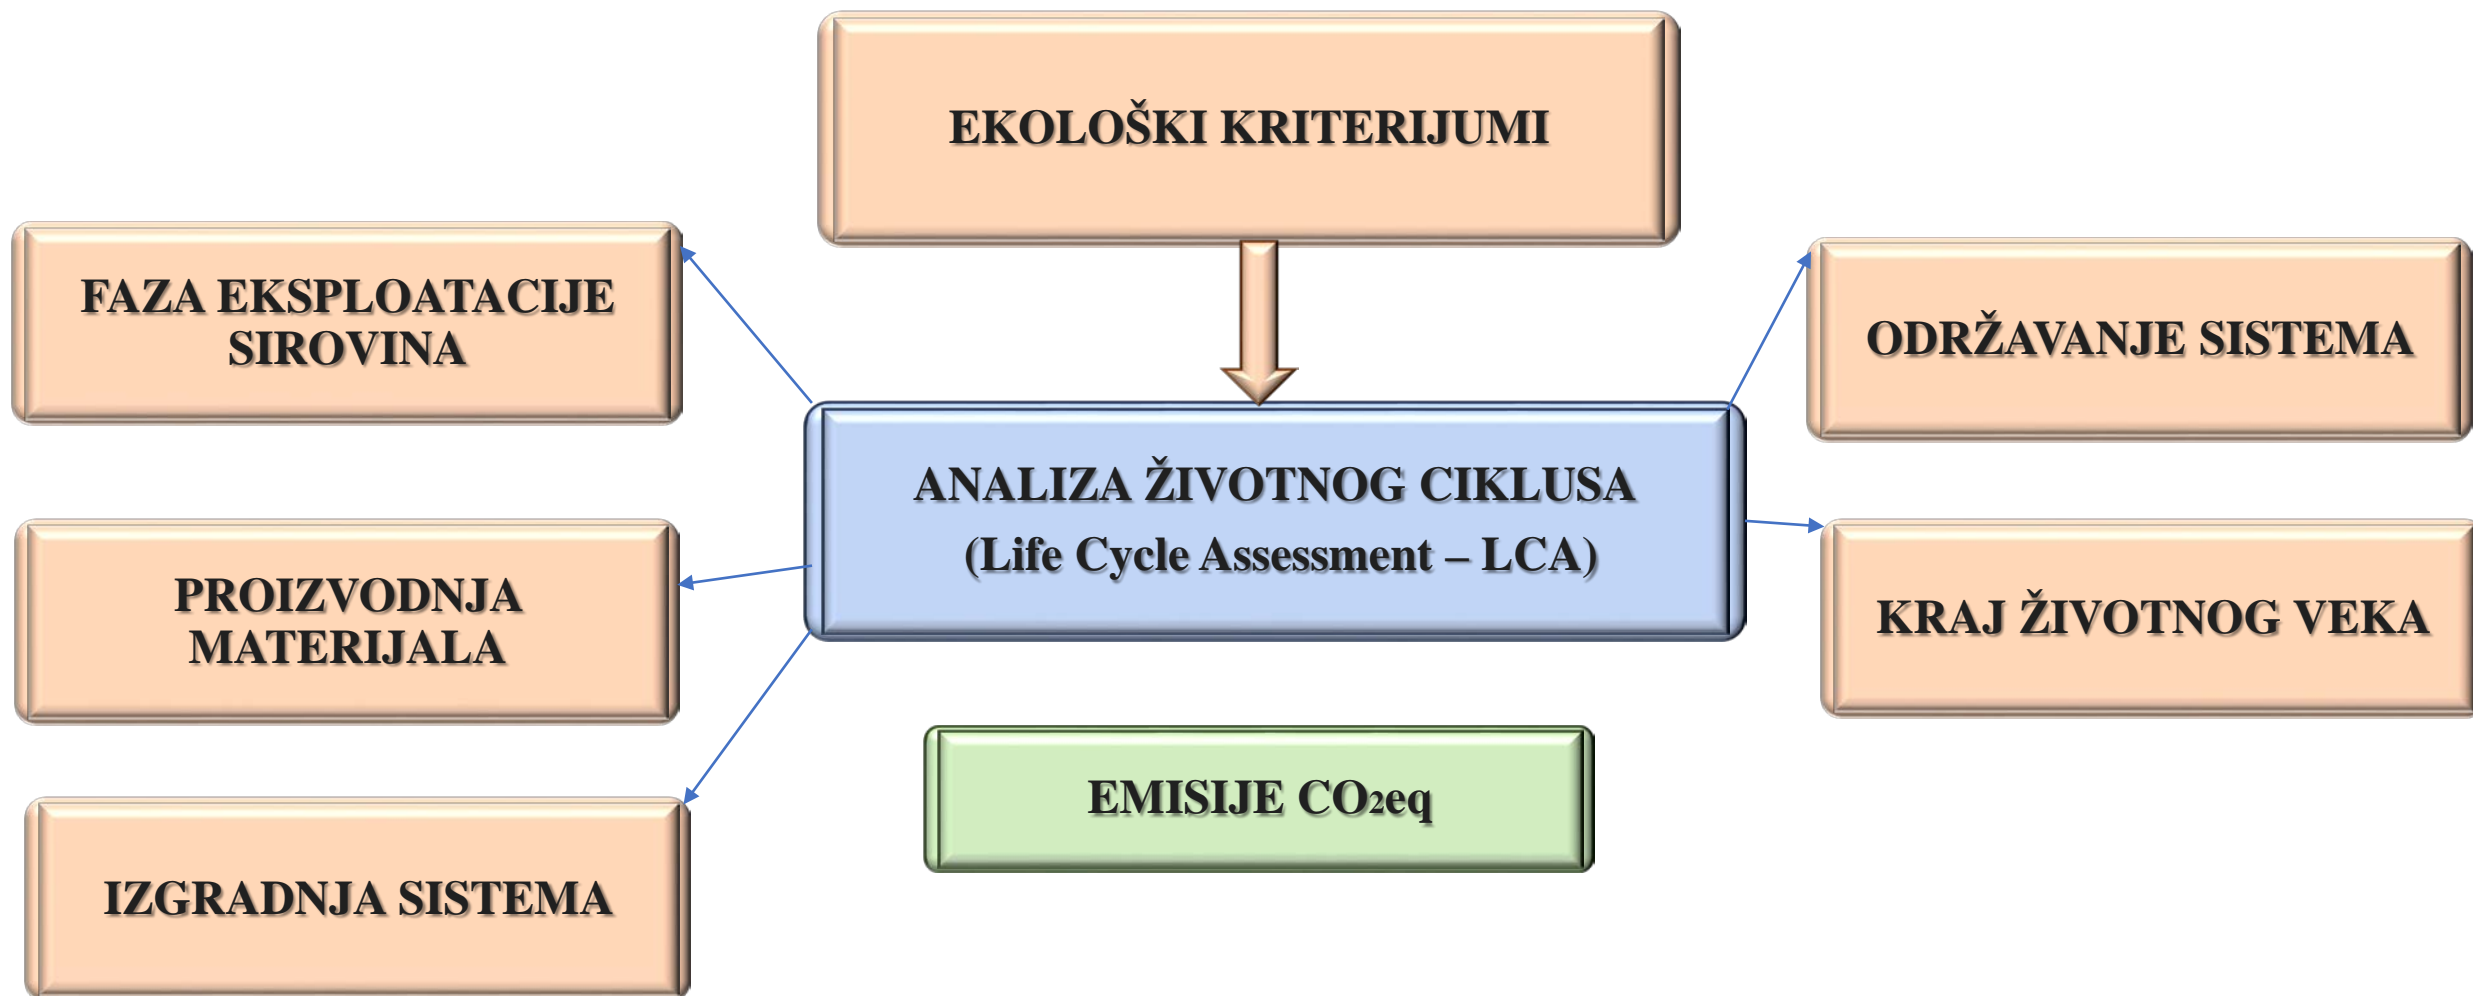 EKOLOŠKI KRITERIJUMI
FAZA EKSPLOATACIJE
SIROVINA
ODRŽAVANJE SISTEMA
ANALIZA ŽIVOTNOG CIKLUSA
(Life Cycle Assessment – LCA)
PROIZVODNJA
MATERIJALA
KRAJ ŽIVOTNOG VEKA
EMISIJE CO₂eq
IZGRADNJA SISTEMA